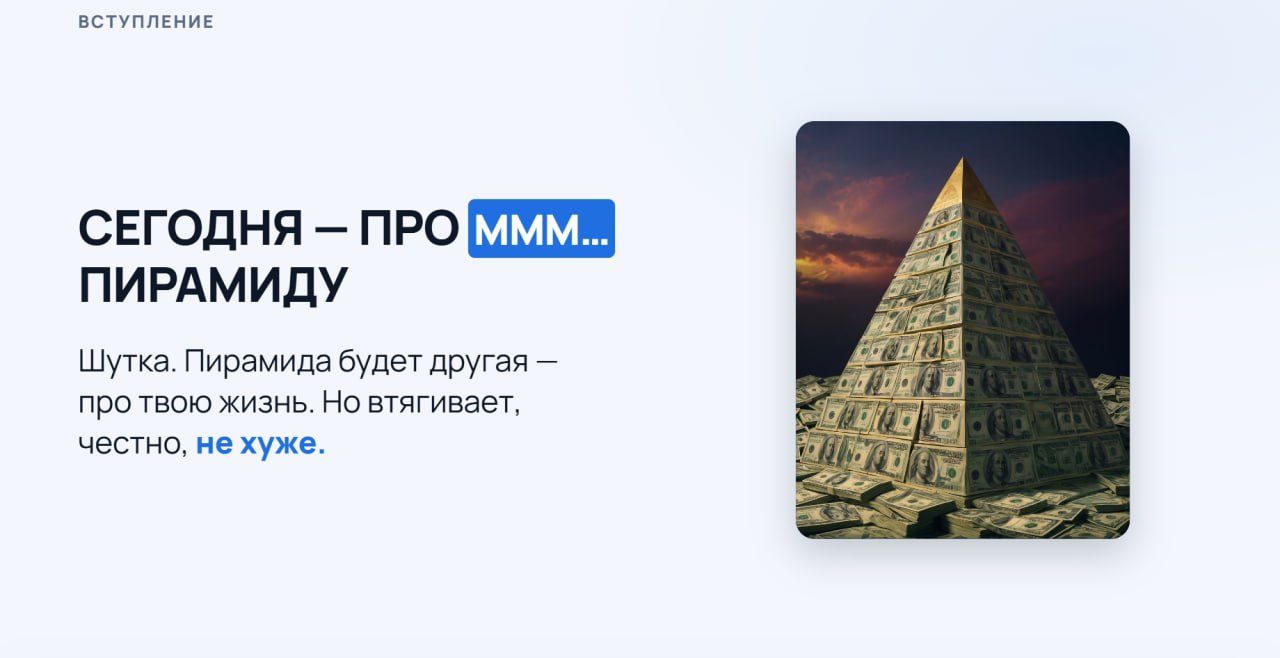 ВСТУПЛЕНИЕ
СЕГОДНЯ — ПРО МММ...
ПИРАМИДУ
Шутка. Пирамида будет другая —
про твою жизнь. Но втягивает,
честно, не хуже.